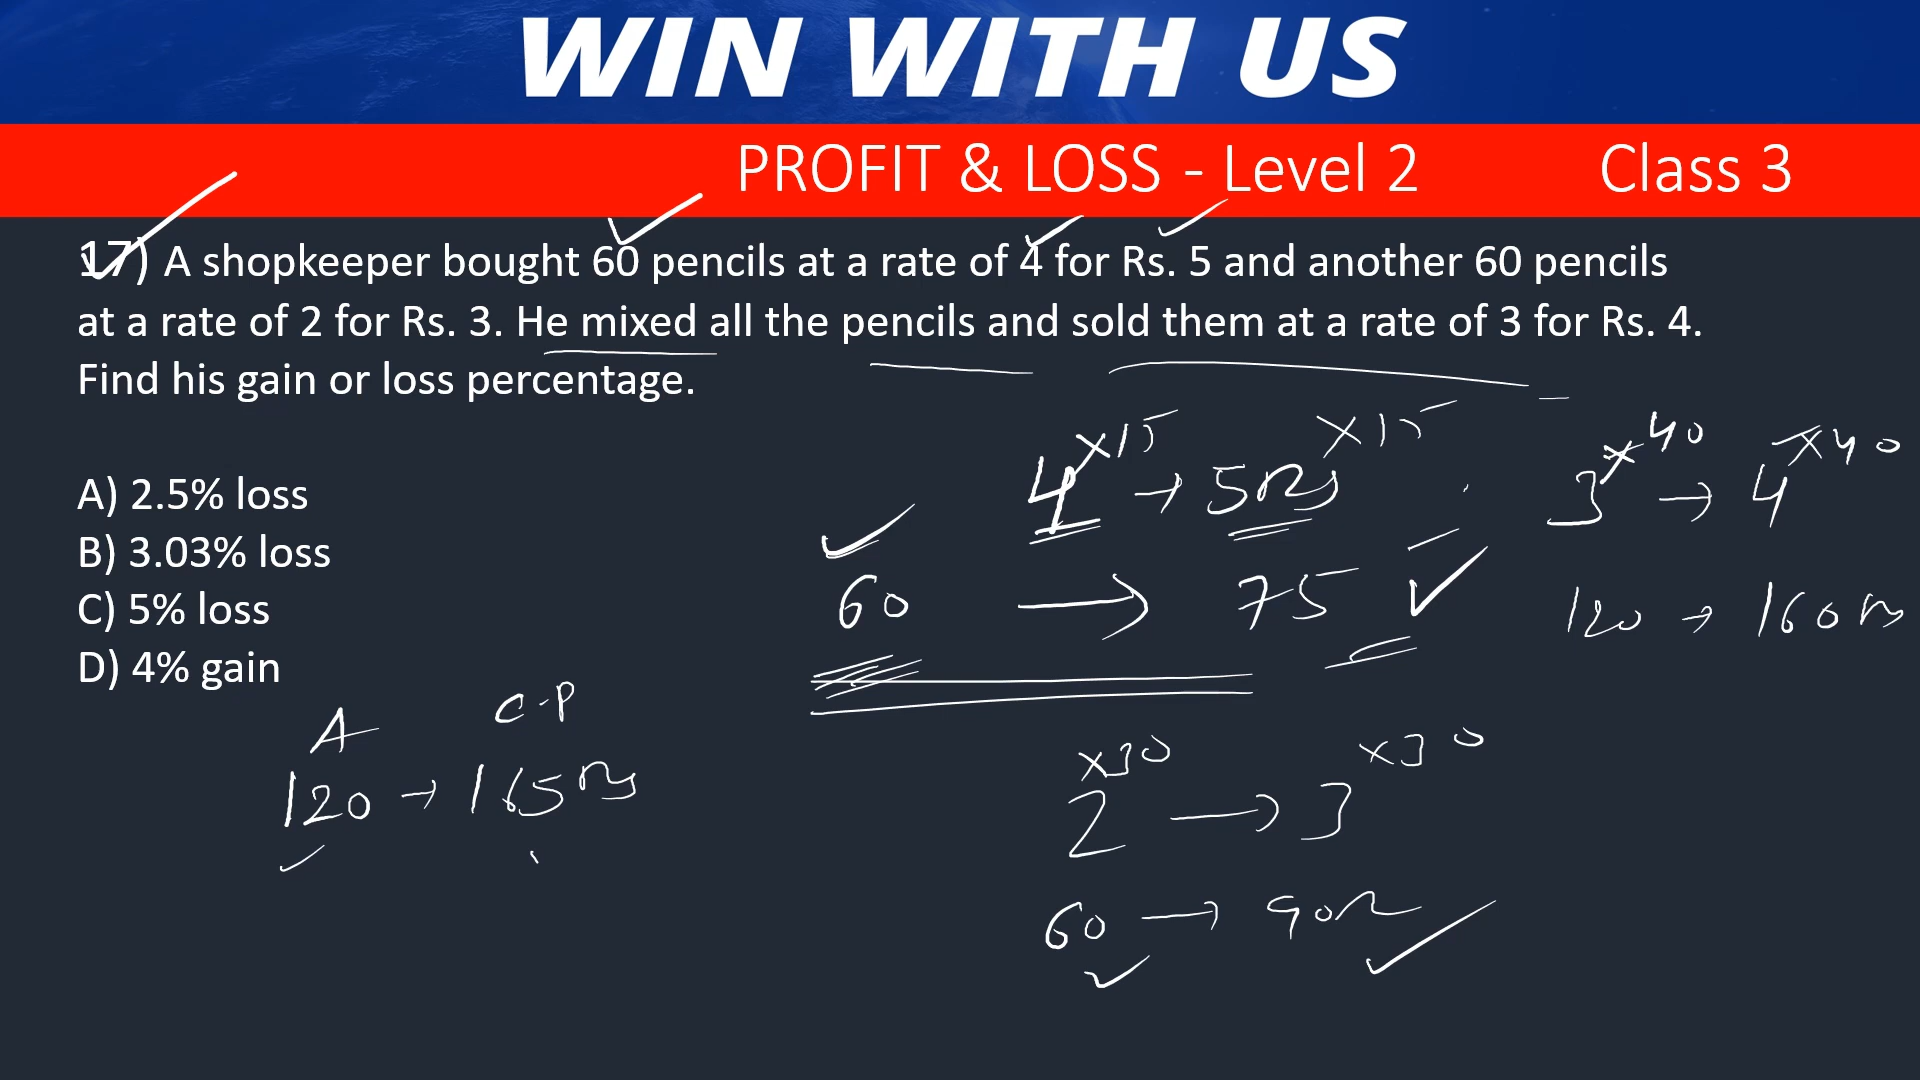 WIN WITH US
PROFIT & LOSS - Level 2 Class 3
17) A shopkeeper bought 60 pencils at a rate of 4 for Rs. 5 and another 60 pencils
at a rate of 2 for Rs. 3. He mixed all the pencils and sold them at a rate of 3 for Rs. 4.
Find his gain or loss percentage.
A) 2.5% loss
B) 3.03% loss
C) 5% loss
D) 4% gain
×15 ×15
4 → 5Rs
60 → 75
×40 ×40
3 → 4
120 → 160 Rs
A C.P
120 → 165 Rs
×30 ×30
2 → 3
60 → 90Rs